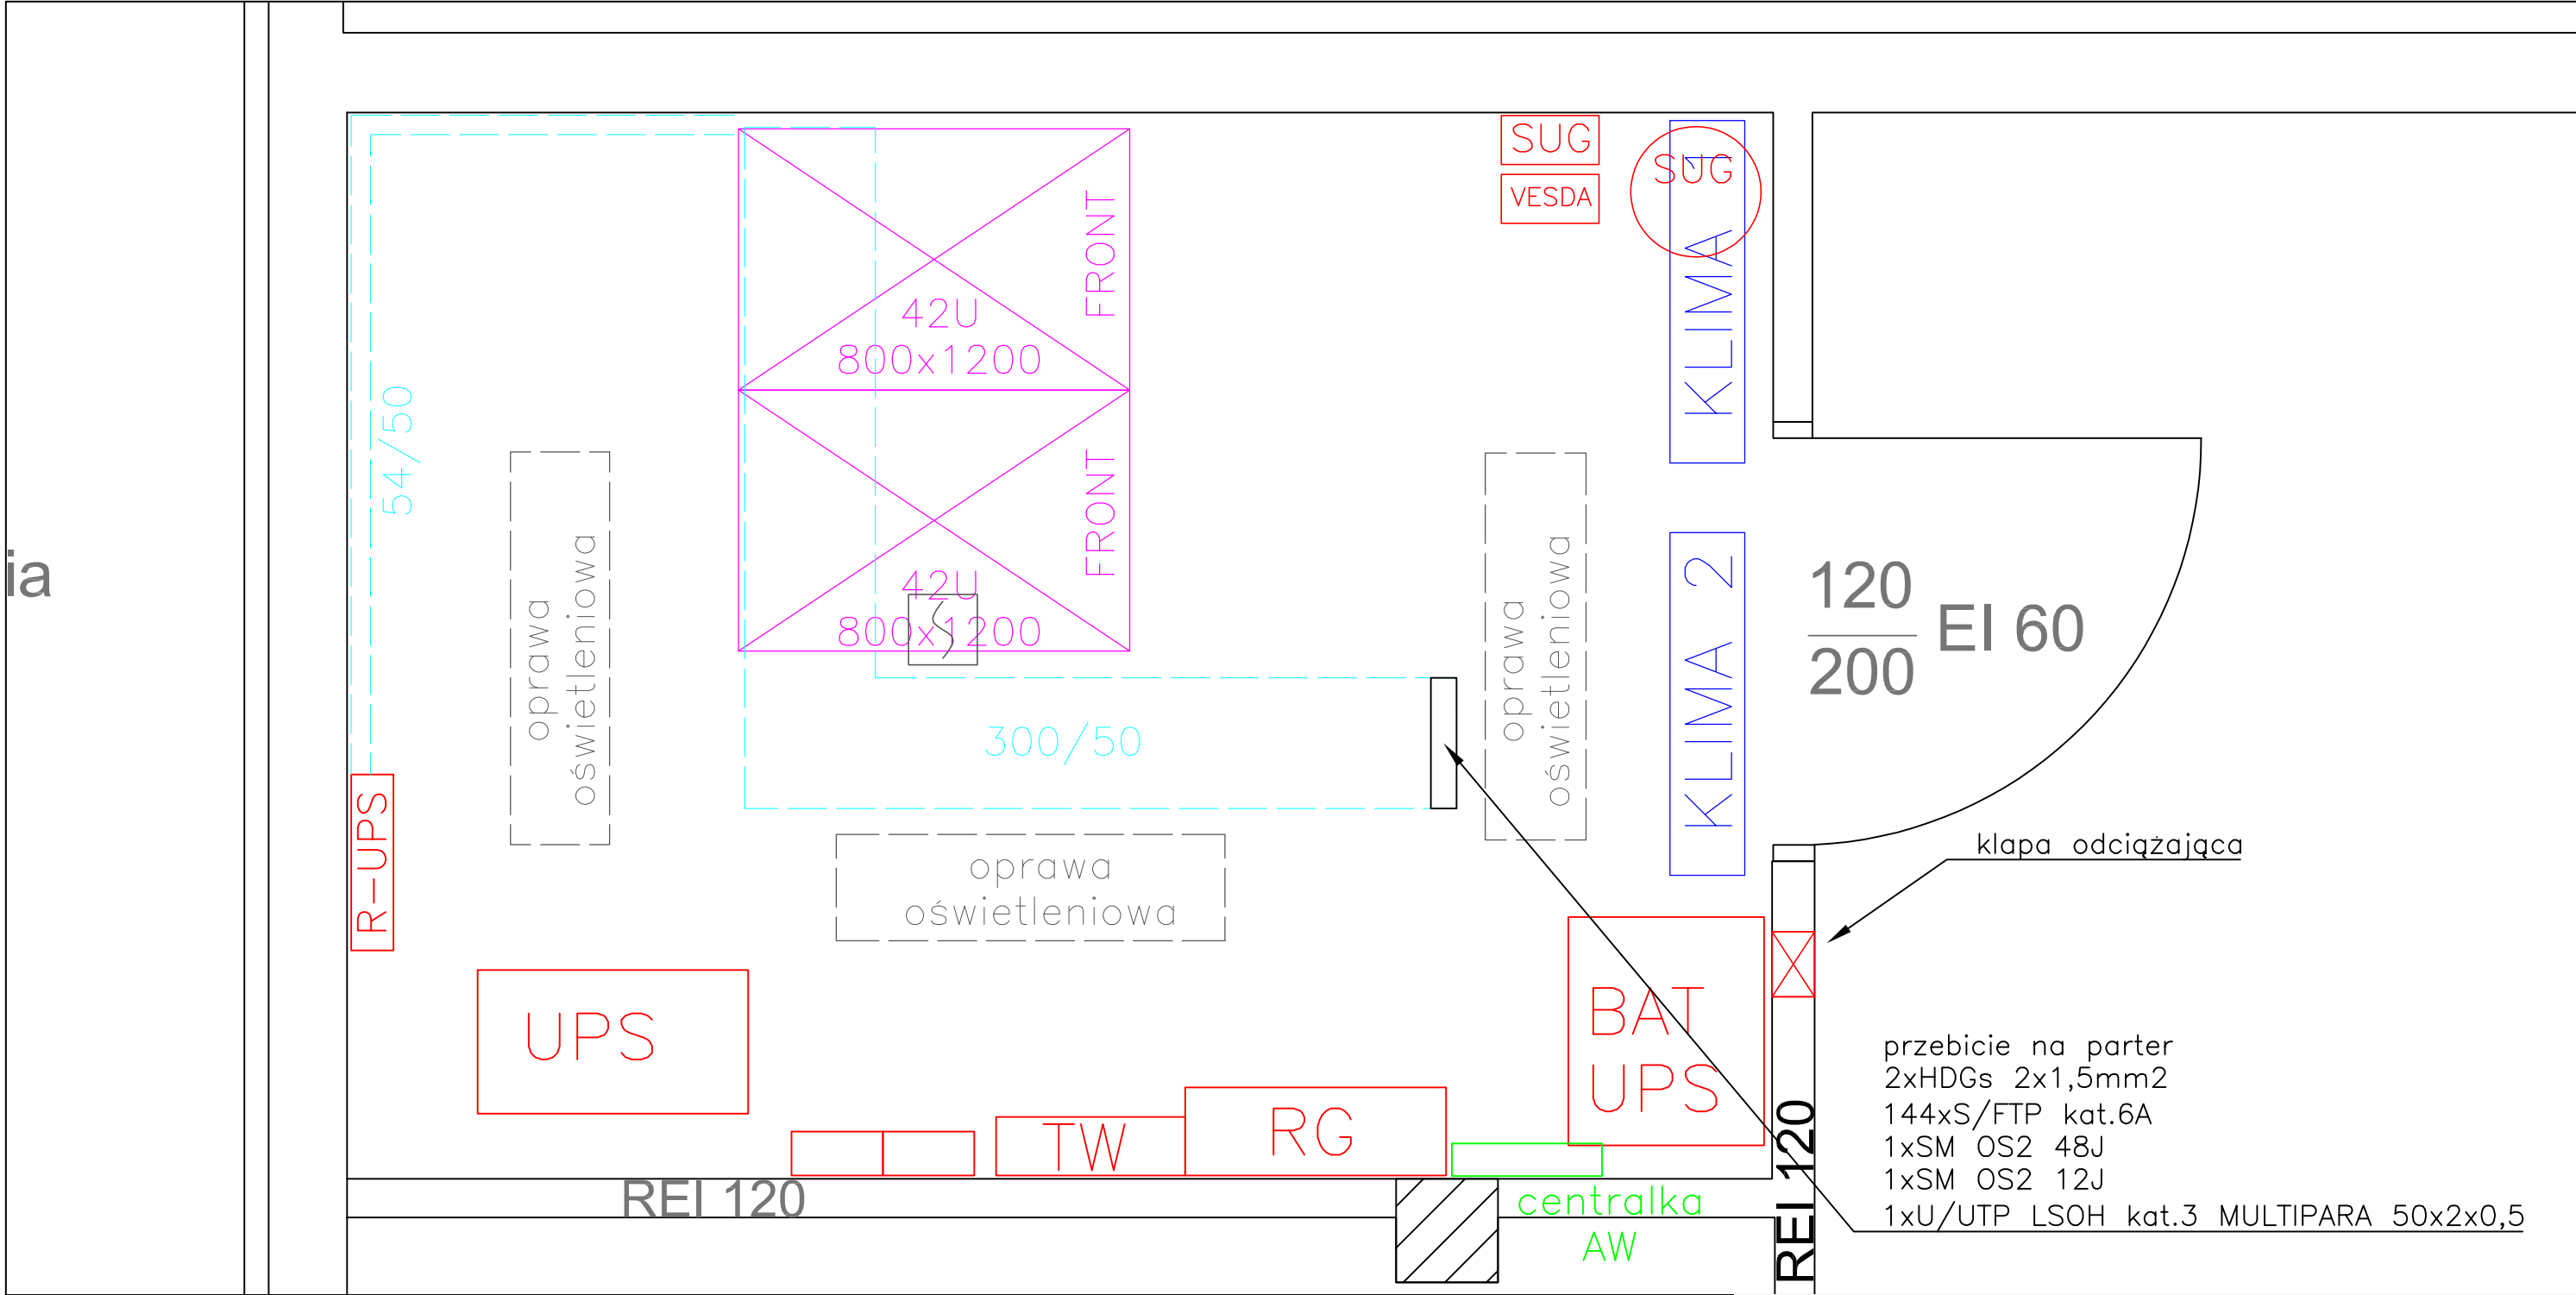 SUG
VESDA
SUG
KLIMA 1
FRONT
42U
800x1200
54/50
FRONT
42U
800x1200
oprawa
oświetleniowa
oprawa
oświetleniowa
KLIMA 2
120
200
EI 60
ia
300/50
R-UPS
oprawa
oświetleniowa
klapa odciążająca
UPS
BAT
UPS
TW
RG
REI 120
centralka
AW
REI 120
przebicie na parter
2xHDGs 2x1,5mm2
144xS/FTP kat.6A
1xSM OS2 48J
1xSM OS2 12J
1xU/UTP LSOH kat.3 MULTIPARA 50x2x0,5